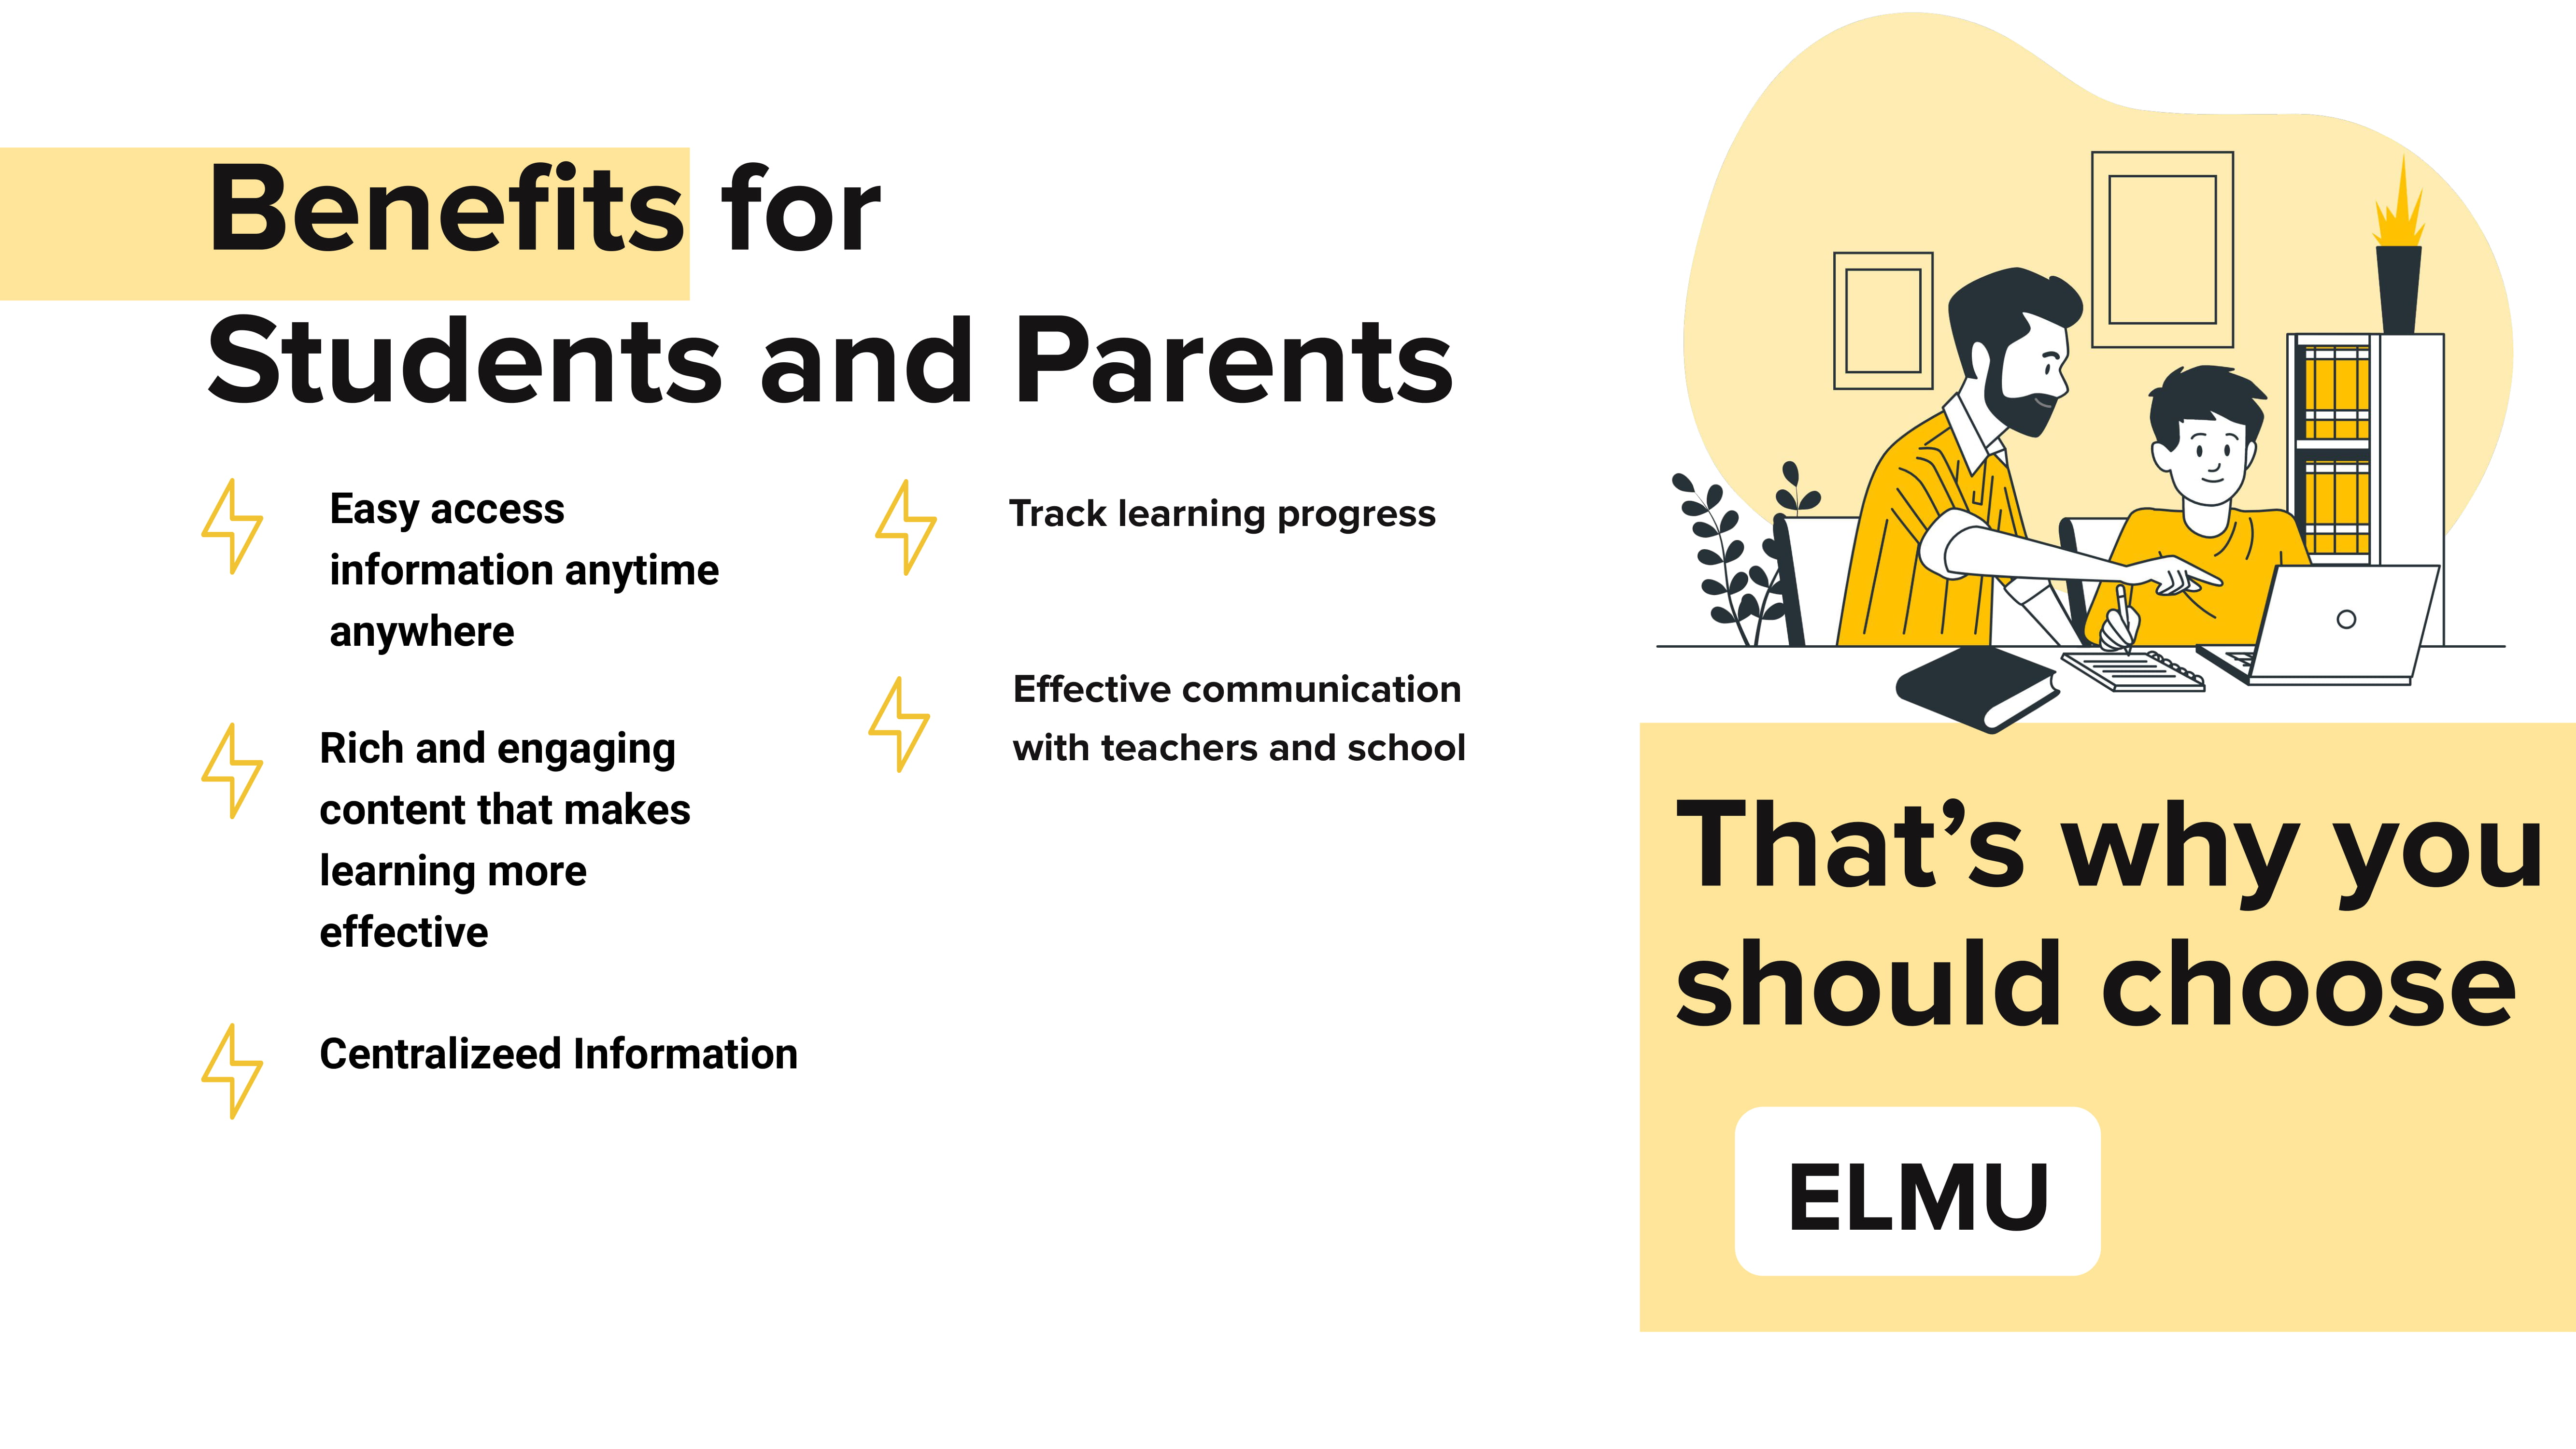 Benefits for
Students and Parents
Easy access
information anytime
anywhere
Rich and engaging
content that makes
learning more
effective
Centralizeed Information
Track learning progress
Effective communication
with teachers and school
That’s why you
should choose
ELMU